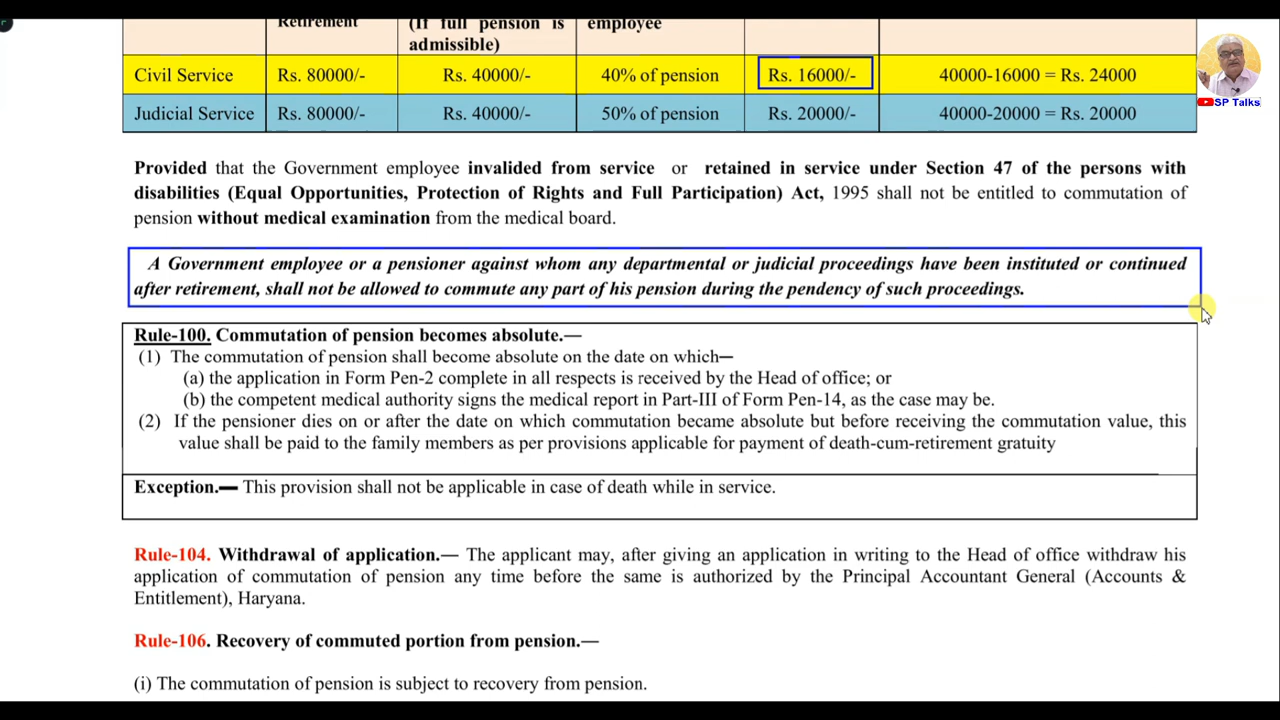 Retirement (If full pension is employee
admissible)
Civil Service Rs. 80000/- Rs. 40000/- 40% of pension Rs. 16000/- 40000-16000 = Rs. 24000
SP Talks
Judicial Service Rs. 80000/- Rs. 40000/- 50% of pension Rs. 20000/- 40000-20000 = Rs. 20000
Provided that the Government employee invalided from service or retained in service under Section 47 of the persons with
disabilities (Equal Opportunities, Protection of Rights and Full Participation) Act, 1995 shall not be entitled to commutation of
pension without medical examination from the medical board.
A Government employee or a pensioner against whom any departmental or judicial proceedings have been instituted or continued
after retirement, shall not be allowed to commute any part of his pension during the pendency of such proceedings.
Rule-100. Commutation of pension becomes absolute.—
(1) The commutation of pension shall become absolute on the date on which—
(a) the application in Form Pen-2 complete in all respects is received by the Head of office; or
(b) the competent medical authority signs the medical report in Part-III of Form Pen-14, as the case may be.
(2) If the pensioner dies on or after the date on which commutation became absolute but before receiving the commutation value, this
value shall be paid to the family members as per provisions applicable for payment of death-cum-retirement gratuity
Exception.— This provision shall not be applicable in case of death while in service.
Rule-104. Withdrawal of application.— The applicant may, after giving an application in writing to the Head of office withdraw his
application of commutation of pension any time before the same is authorized by the Principal Accountant General (Accounts &
Entitlement), Haryana.
Rule-106. Recovery of commuted portion from pension.—
(i) The commutation of pension is subject to recovery from pension.